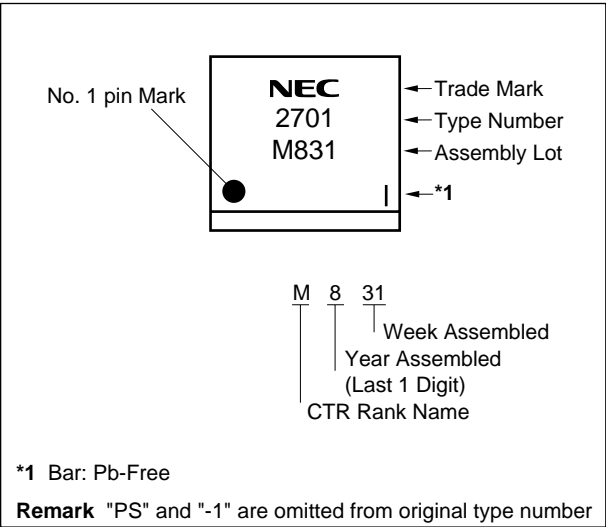 No. 1 pin Mark
NEC
2701
M831
Trade Mark
Type Number
Assembly Lot
*1
M 8 31
Week Assembled
Year Assembled
(Last 1 Digit)
CTR Rank Name
*1 Bar: Pb-Free
Remark "PS" and "-1" are omitted from original type number